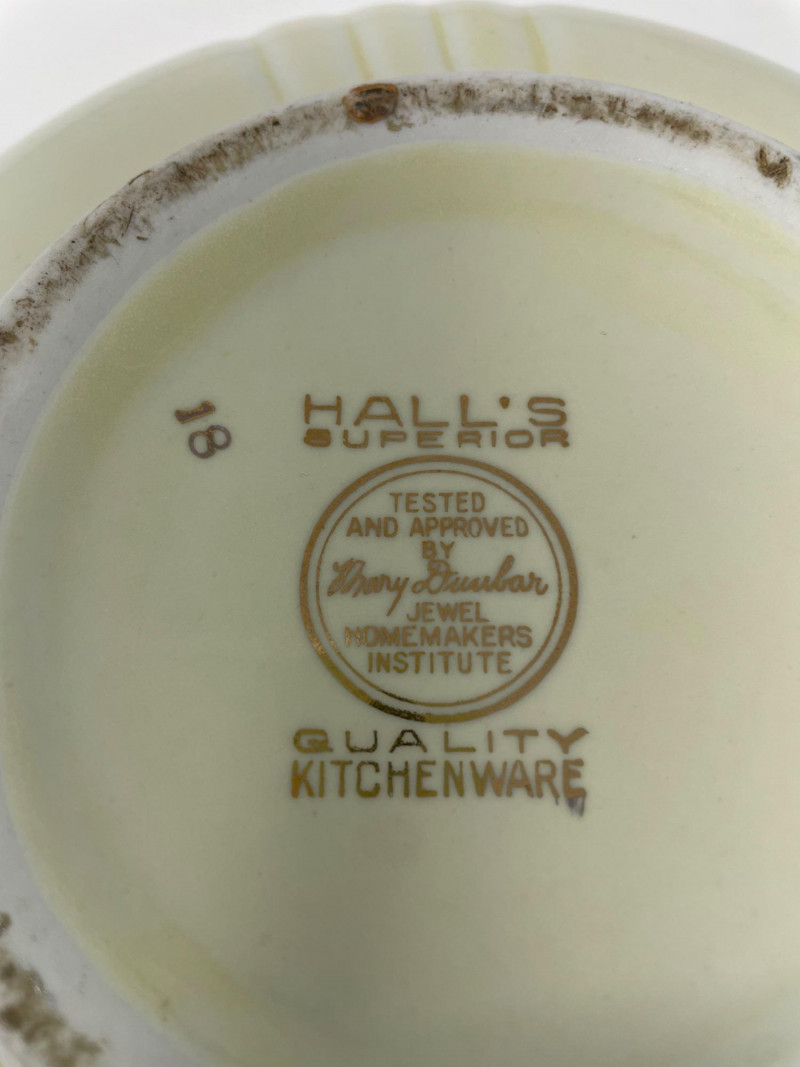 18
HALL'S
SUPERIOR
TESTED
AND APPROVED
BY
Mary Dunbar
JEWEL
HOMEMAKERS
INSTITUTE
QUALITY
KITCHENWARE